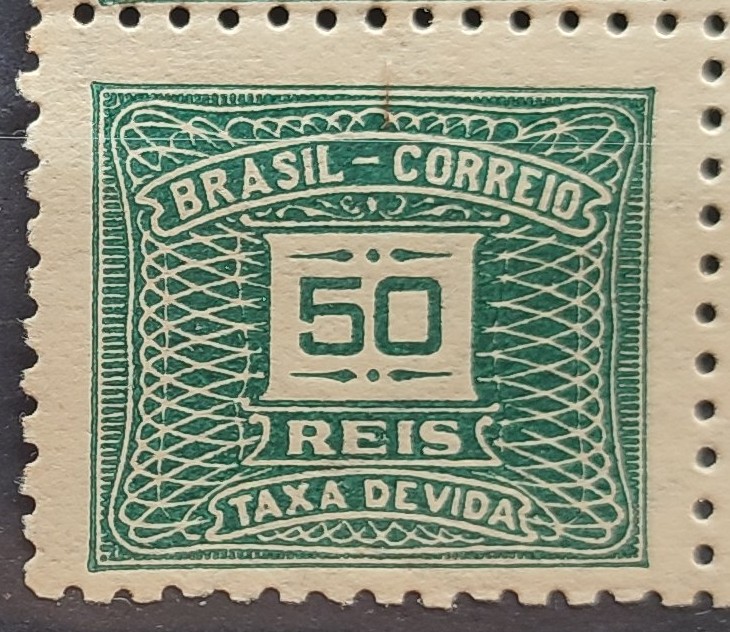 BRASIL - CORREIO
50
REIS
TAXA DEVIDA